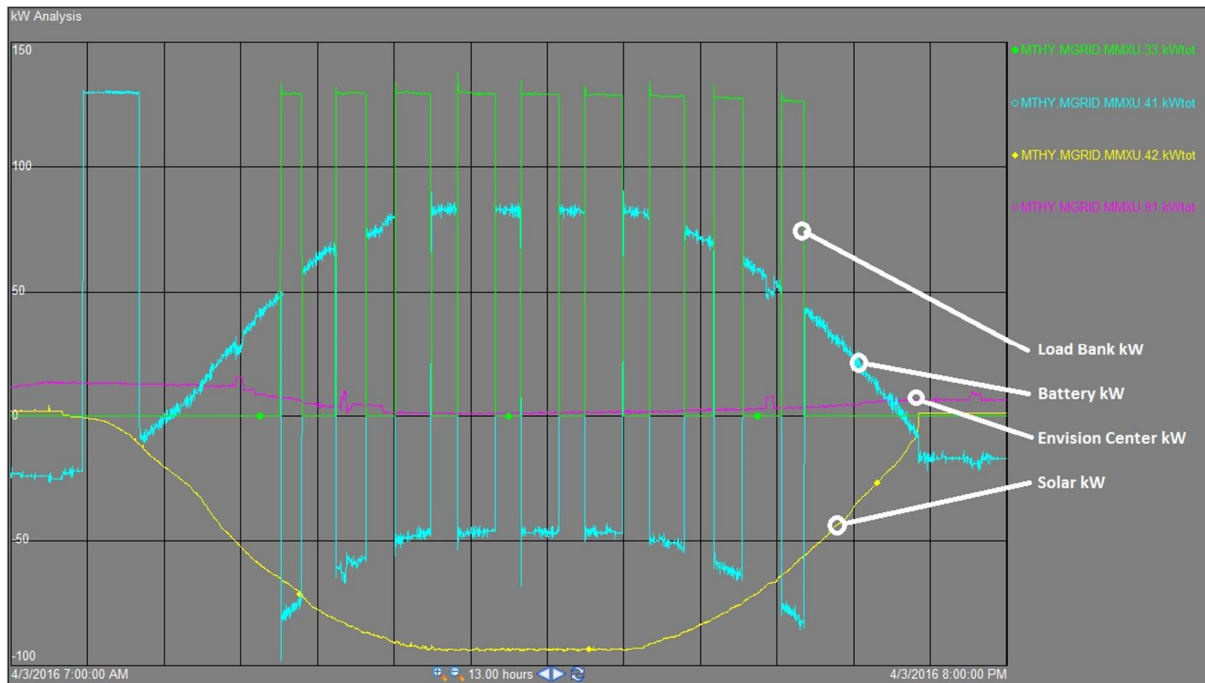 kW Analysis
150
100
50
0
-50
-100
MTHY.MGRID.MMXU.33.kWtot
MTHY.MGRID.MMXU.41.kWtot
MTHY.MGRID.MMXU.42.kWtot
MTHY.MGRID.MMXU.91.kWtot
Load Bank kW
Battery kW
Envision Center kW
Solar kW
4/3/2016 7:00:00 AM
13.00 hours
4/3/2016 8:00:00 PM